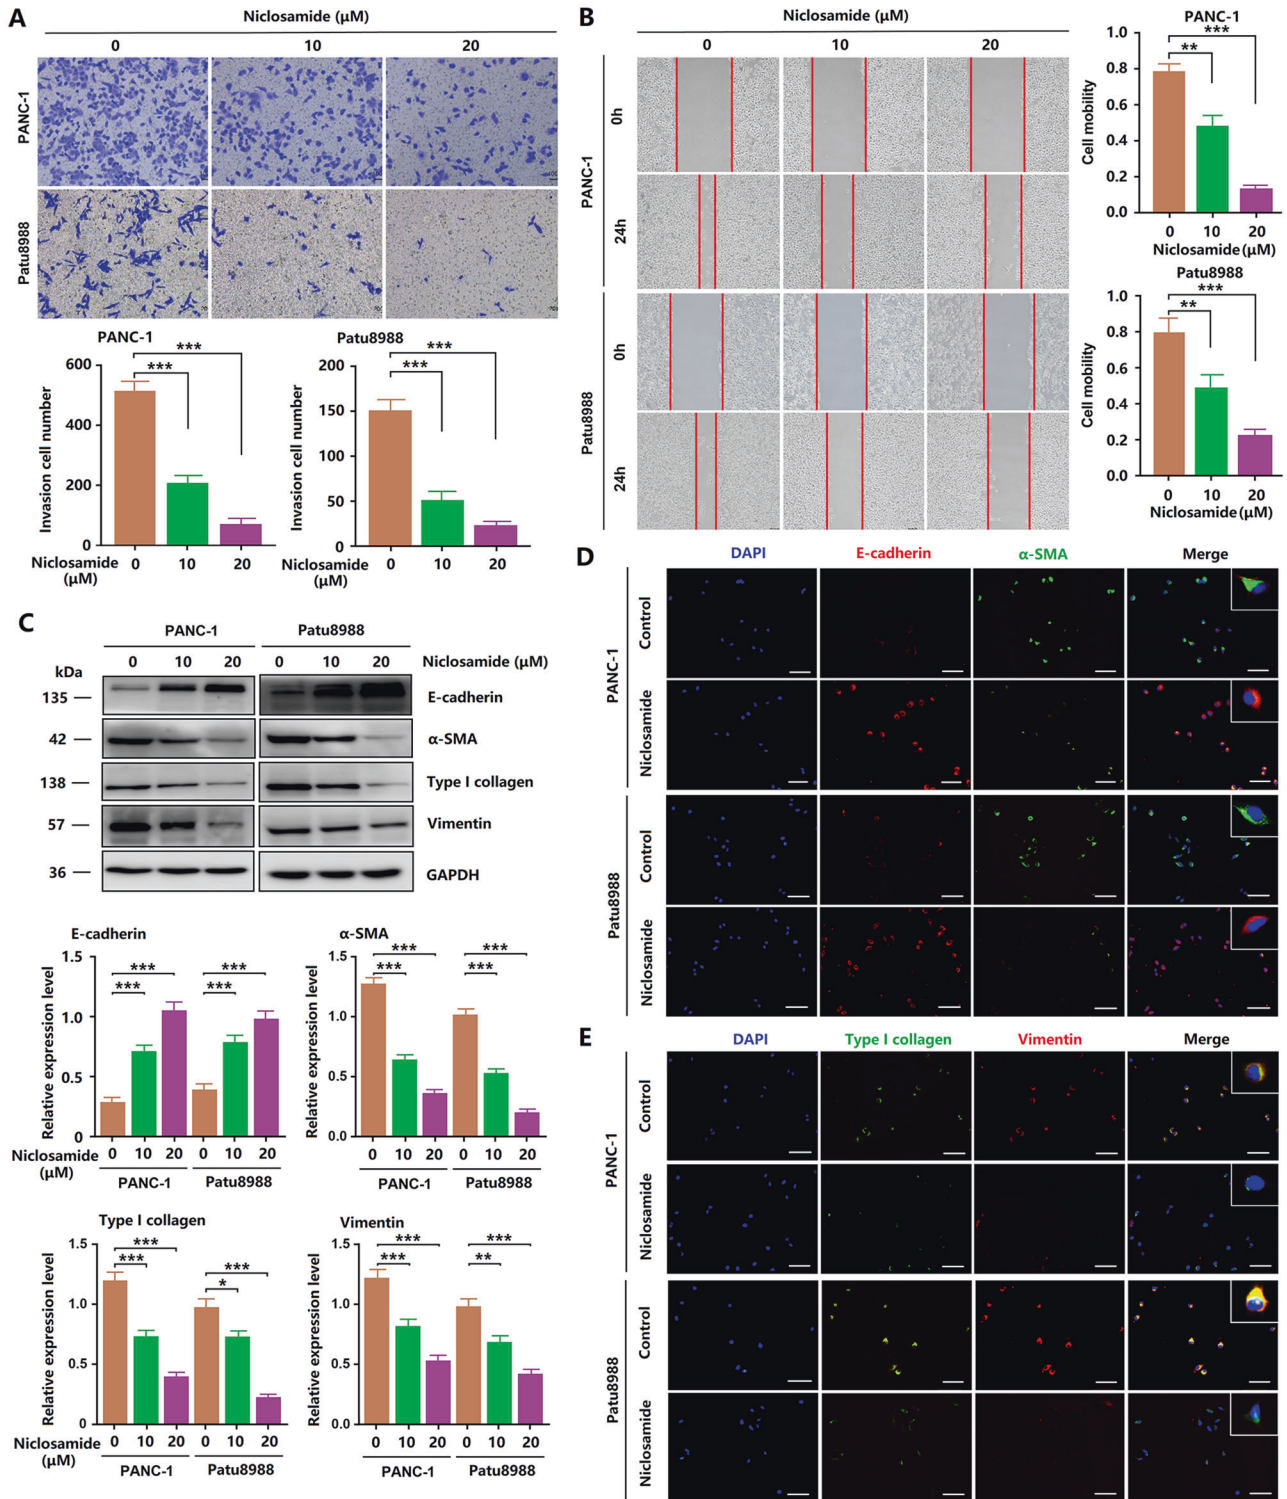 A
Niclosamide (μM)
0 10 20
PANC-1
Patu8988
PANC-1
Invasion cell number
600
400
200
0
*** ***
Niclosamide (μM)
0 10 20
Patu8988
Invasion cell number
200
150
100
50
0
*** ***
Niclosamide (μM)
0 10 20
B
Niclosamide (μM)
0 10 20
PANC-1
0h
24h
Patu8988
0h
24h
PANC-1
Cell mobility
1.0
0.8
0.6
0.4
0.2
0.0
***
**
0 10 20
Niclosamide (μM)
Patu8988
Cell mobility
1.0
0.8
0.6
0.4
0.2
0.0
***
**
0 10 20
Niclosamide (μM)
C
PANC-1 Patu8988
kDa 0 10 20 0 10 20 Niclosamide (μM)
135 E-cadherin
42 α-SMA
138 Type I collagen
57 Vimentin
36 GAPDH
E-cadherin
Relative expression level
1.5
1.0
0.5
0
*** ***
*** ***
0 10 20 0 10 20
Niclosamide (μM)
PANC-1 Patu8988
α-SMA
Relative expression level
1.5
1.0
0.5
0.0
*** ***
*** ***
0 10 20 0 10 20
PANC-1 Patu8988
Type I collagen
Relative expression level
1.5
1.0
0.5
0.0
*** ***
*** *
0 10 20 0 10 20
Niclosamide (μM)
PANC-1 Patu8988
Vimentin
Relative expression level
1.5
1.0
0.5
0.0
*** ***
*** **
0 10 20 0 10 20
PANC-1 Patu8988
D
DAPI E-cadherin α-SMA Merge
PANC-1
Control
Niclosamide
Patu8988
Control
Niclosamide
E
DAPI Type I collagen Vimentin Merge
PANC-1
Control
Niclosamide
Patu8988
Control
Niclosamide